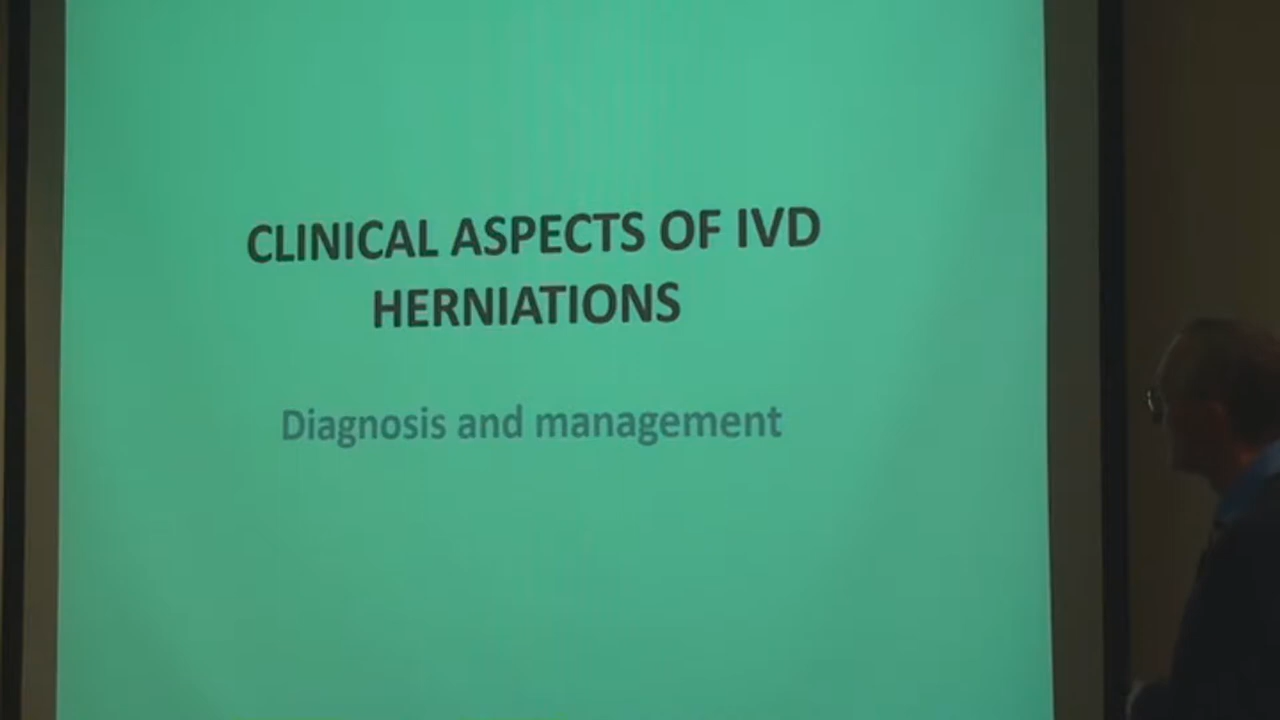 CLINICAL ASPECTS OF IVD
HERNIATIONS
Diagnosis and management